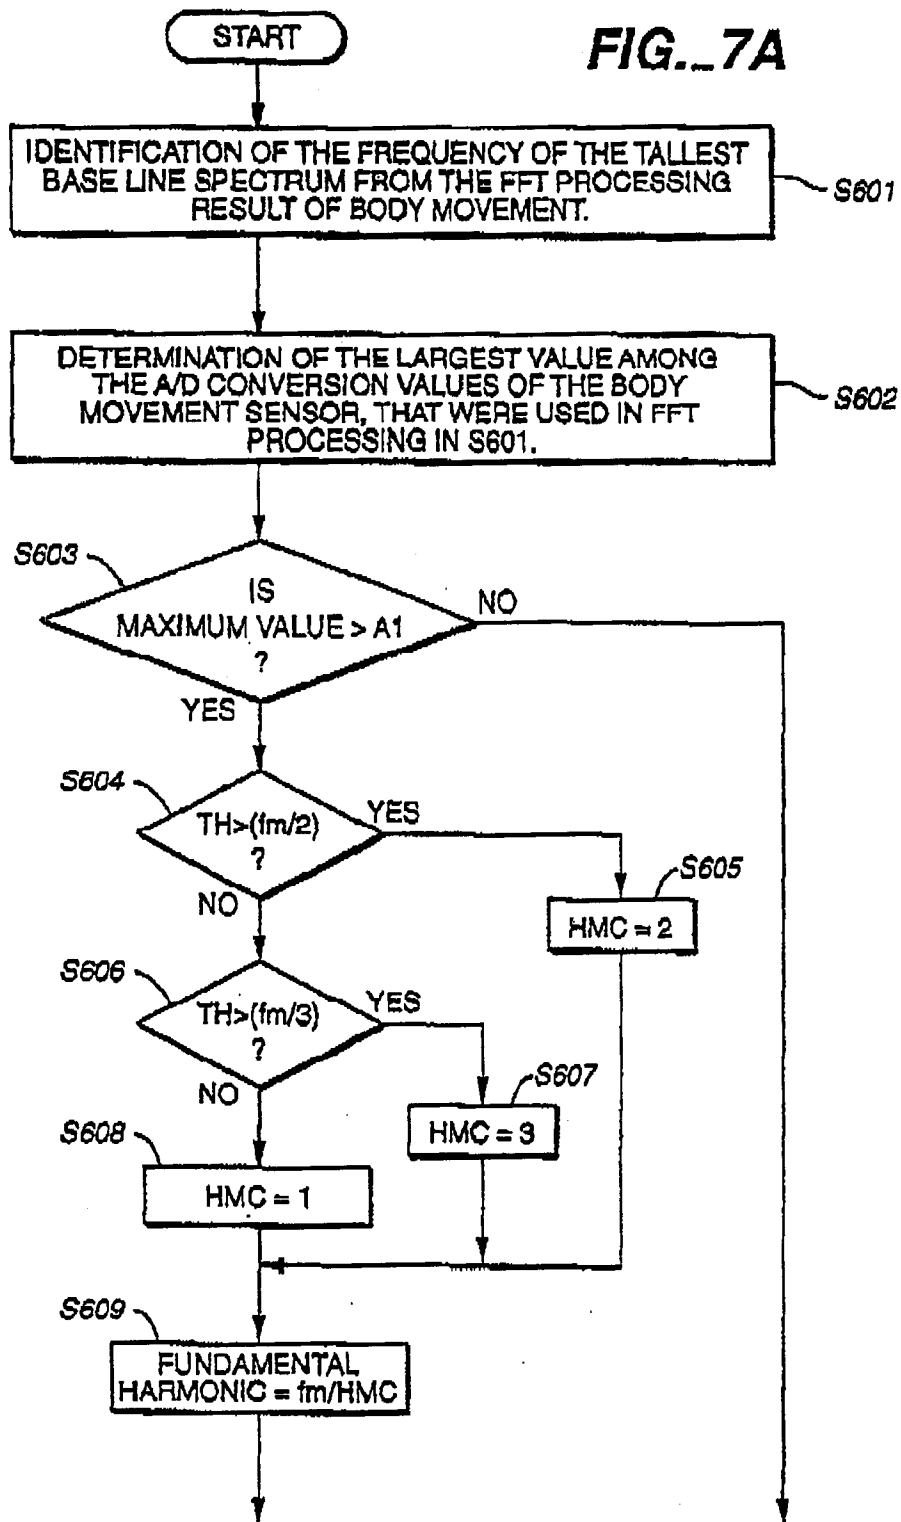 START
FIG._7A
IDENTIFICATION OF THE FREQUENCY OF THE TALLEST
BASE LINE SPECTRUM FROM THE FFT PROCESSING
RESULT OF BODY MOVEMENT.
S601
DETERMINATION OF THE LARGEST VALUE AMONG
THE A/D CONVERSION VALUES OF THE BODY
MOVEMENT SENSOR, THAT WERE USED IN FFT
PROCESSING IN S601.
S602
S603
IS
MAXIMUM VALUE > A1
?
NO
YES
S604
TH>(fm/2)
?
YES
NO
S605
HMC = 2
S606
TH>(fm/3)
?
YES
NO
S607
HMC = 3
S608
HMC = 1
S609
FUNDAMENTAL
HARMONIC = fm/HMC